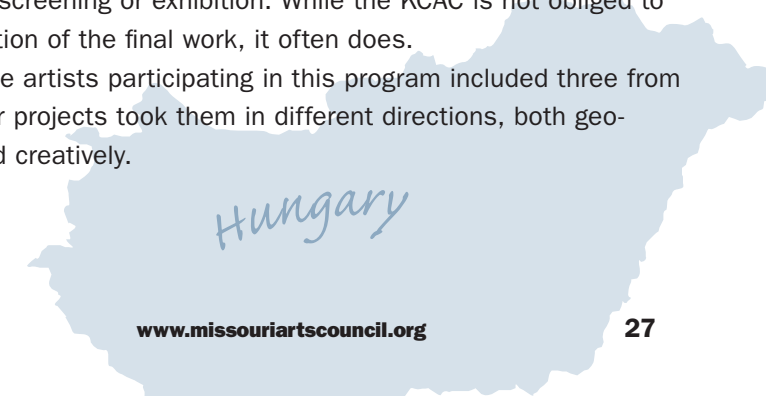 screening or exhibition. While the KCAC is not obliged to
tion of the final work, it often does.
e artists participating in this program included three from
r projects took them in different directions, both geo-
d creatively.
Hungary
www.missouriartscouncil.org 27